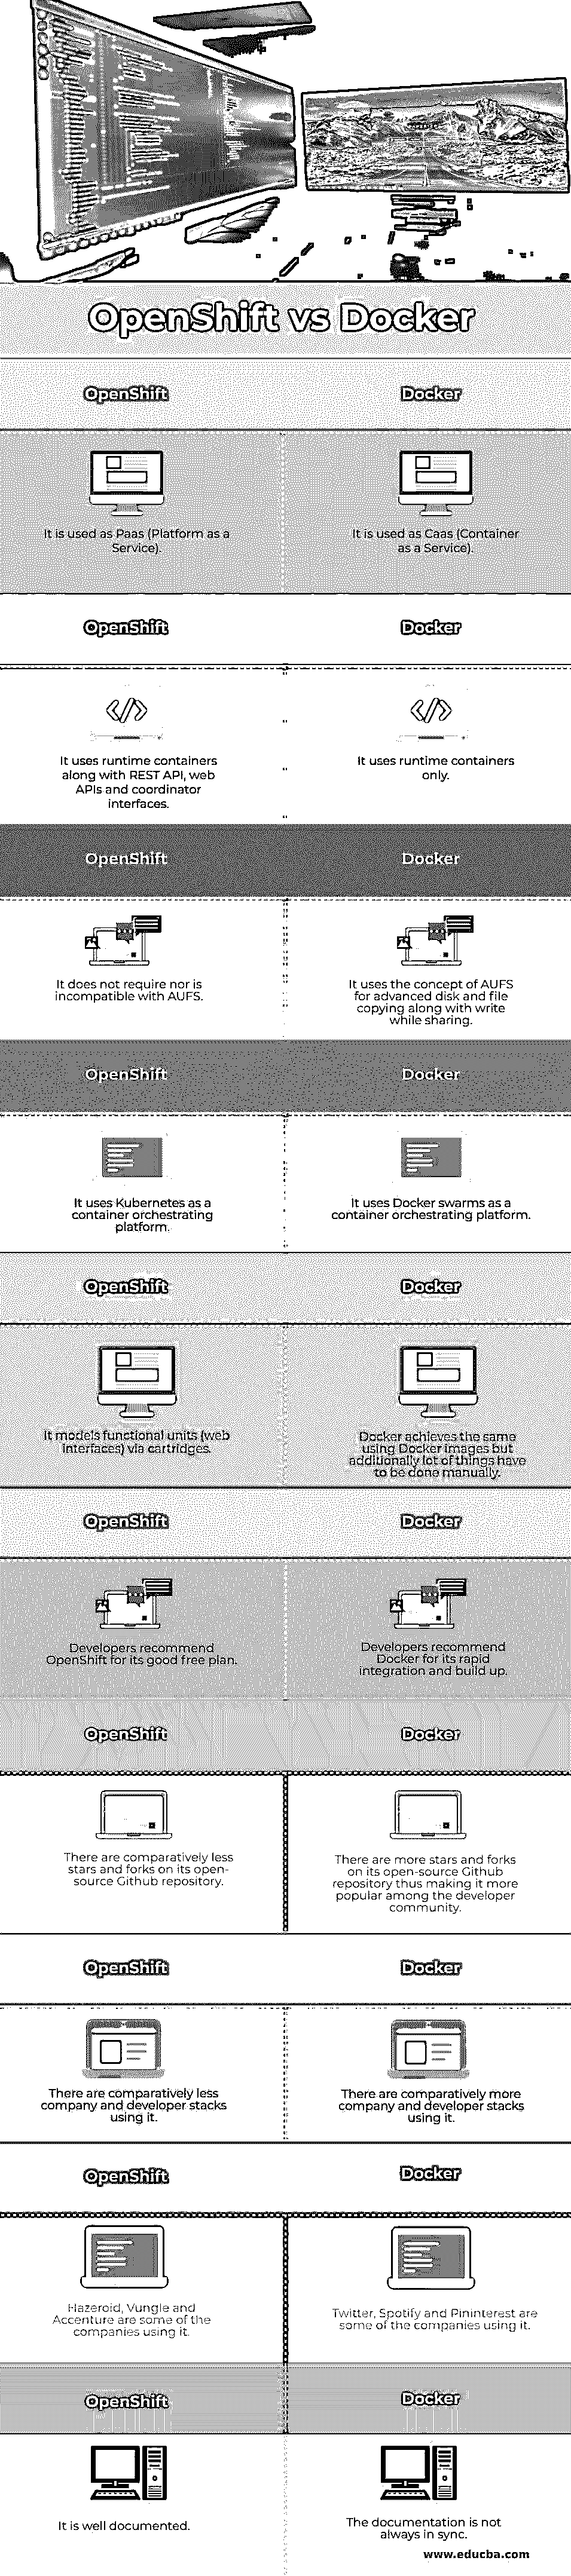 OpenShift vs Docker
OpenShift
Docker
It is used as Paas (Platform as a
Service).
It is used as Caas (Container
as a Service).
OpenShift
Docker
It uses runtime containers
along with REST API, web
APIs and coordinator
interfaces.
It uses runtime containers
only.
OpenShift
Docker
It does not require nor is
incompatible with AUFS.
It uses the concept of AUFS
for advanced disk and file
copying along with write
while sharing.
OpenShift
Docker
It uses Kubernetes as a
container orchestrating
platform.
It uses Docker swarms as a
container orchestrating platform.
OpenShift
Docker
It models functional units (web
interfaces) via cartridges.
Docker achieves the same
using Docker images but
additionally lot of things have
to be done manually.
OpenShift
Docker
Developers recommend
OpenShift for its good free plan.
Developers recommend
Docker for its rapid
integration and build up.
OpenShift
Docker
There are comparatively less
stars and forks on its open-
source Github repository.
There are more stars and forks
on its open-source Github
repository thus making it more
popular among the developer
community.
OpenShift
Docker
There are comparatively less
company and developer stacks
using it.
There are comparatively more
company and developer stacks
using it.
OpenShift
Docker
Hazeroid, Vungle and
Accenture are some of the
companies using it.
Twitter, Spotify and Pininterest are
some of the companies using it.
OpenShift
Docker
It is well documented.
The documentation is not
always in sync.
www.educba.com